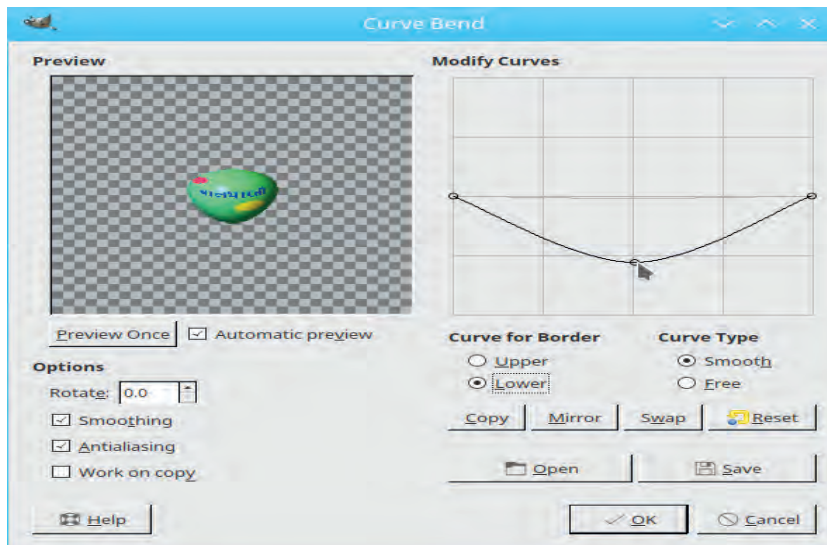 Curve Bend
Preview
Modify Curves
Preview Once
Automatic preview
Options
Rotate: 0.0
Smoothing
Antialiasing
Work on copy
Curve for Border
Upper
Lower
Curve Type
Smooth
Free
Copy Mirror Swap Reset
Open Save
Help
OK Cancel